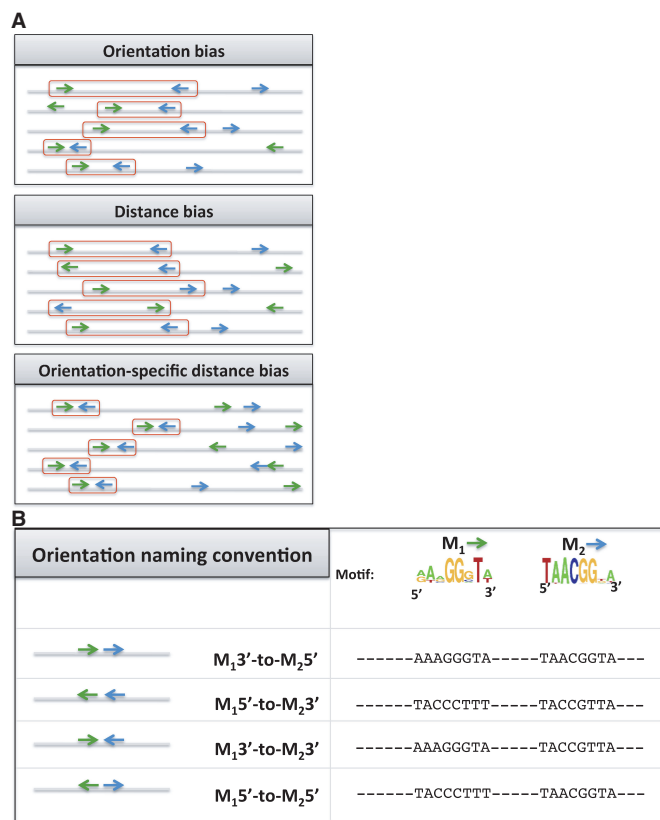 A
Orientation bias
Distance bias
Orientation-specific distance bias
B
Orientation naming convention
M1 M2
Motif:
AAAGGGTA TAACGGTA
5' 3' 5' 3'
M13'-to-M25' ------AAAGGGTA-----TAACGGTA---
M15'-to-M23' ------TACCCTTT-----TACCGTTA---
M13'-to-M23' ------AAAGGGTA-----TACCGTTA---
M15'-to-M25' ------TACCCTTT-----TAACGGTA---